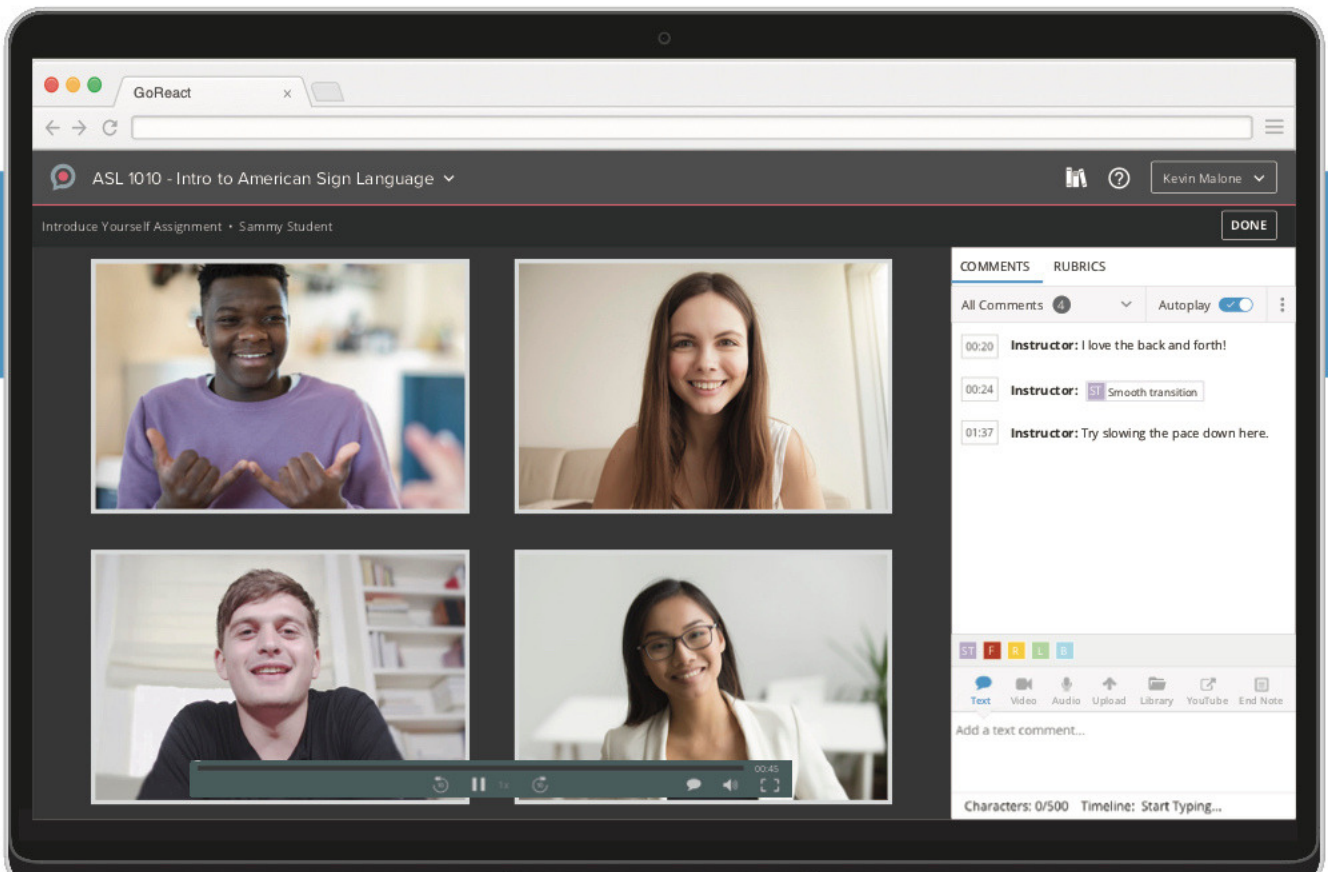 GoReact
ASL 1010 - Intro to American Sign Language
Kevin Malone
Introduce Yourself Assignment • Sammy Student
DONE
COMMENTS RUBRICS
All Comments 4 Autoplay
00:20 Instructor: I love the back and forth!
00:24 Instructor: ST Smooth transition
01:37 Instructor: Try slowing the pace down here.
ST F R L B
Text Video Audio Upload Library YouTube End Note
Add a text comment...
00:45
10 1x 10
Characters: 0/500 Timeline: Start Typing...